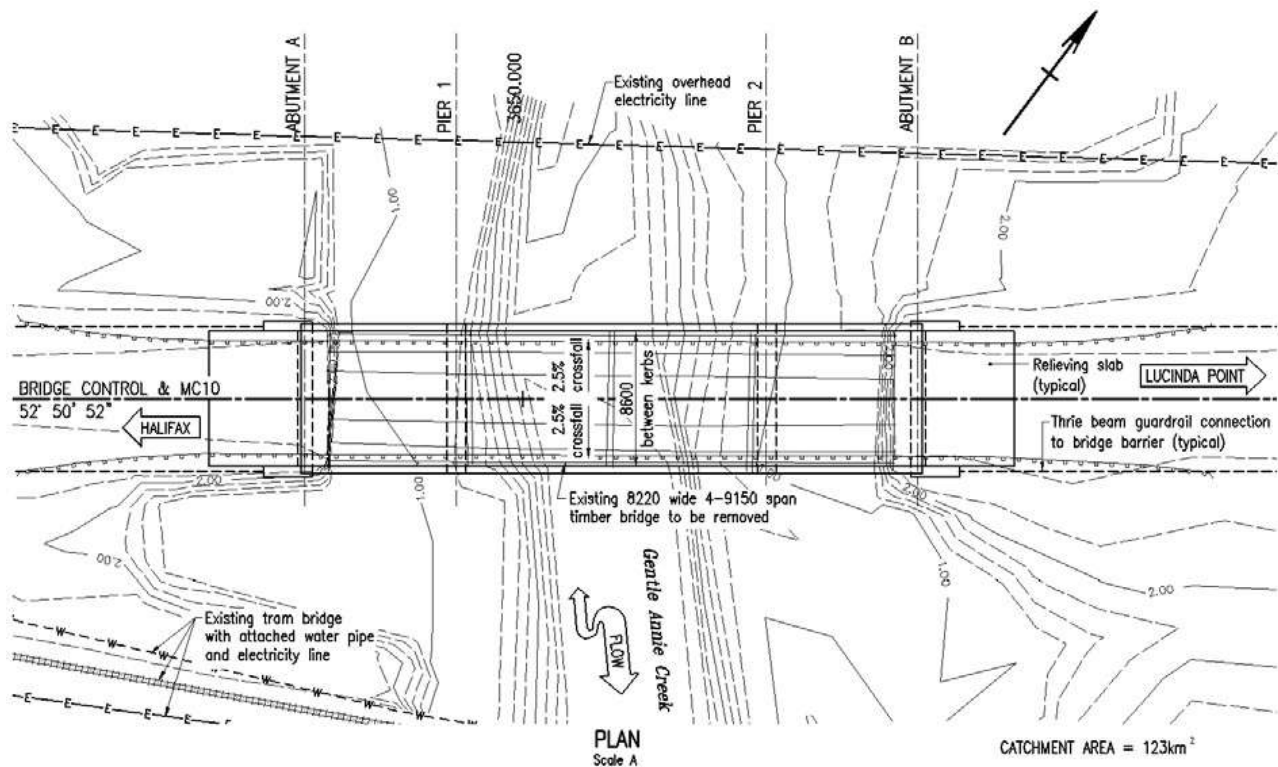 ABUTMENT A
PIER 1
3650.000
Existing overhead
electricity line
PIER 2
ABUTMENT B
E E E E E E E E E E E E E E E E E E E E E E E E E E E E E E
1.00
2.00
2.00
2.5% crossfall
2.5% crossfall
8600
between kerbs
BRIDGE CONTROL & MC10
52° 50' 52"
HALIFAX
Relieving slab
(typical)
LUCINDA POINT
Thrie beam guardrail connection
to bridge barrier (typical)
2.00
1.00
2.00
Existing 8220 wide 4-9150 span
timber bridge to be removed
2.00
1.00
2.00
Gentle Annie Creek
FLOW
Existing tram bridge
with attached water pipe
and electricity line
W W W W W W W W
E E E E E E
PLAN
Scale A
CATCHMENT AREA = 123km²